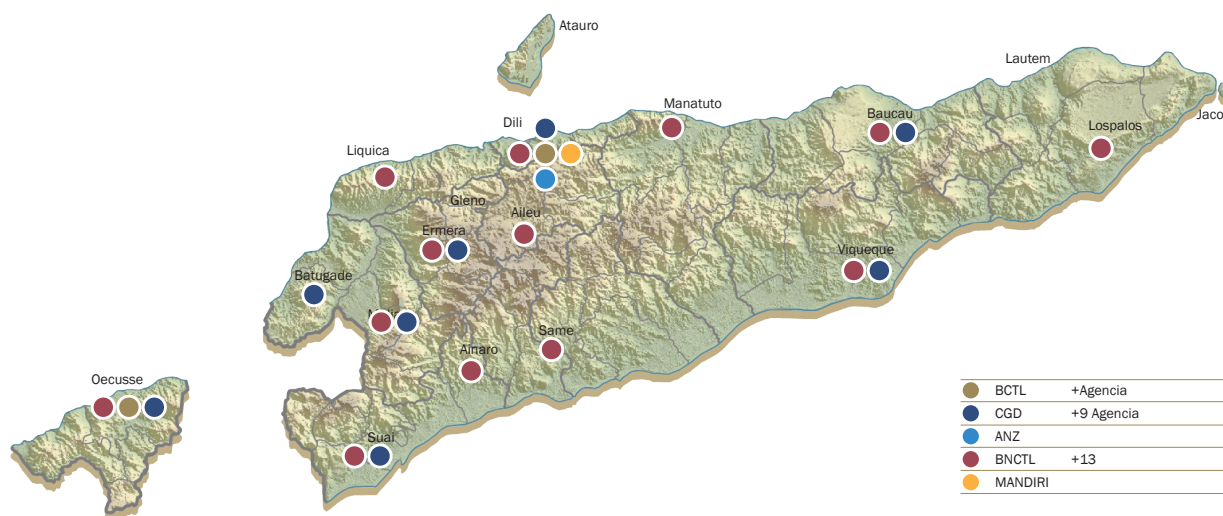 Atauro
Lautem
Manatuto
Jaco
Baucau
Dili
Lospalos
Liquica
Gleno
Aileu
Ermera
Viqueque
Batugade
Same
Ainaro
Oecusse
Suai
BCTL +Agencia
CGD +9 Agencia
ANZ
BNCTL +13
MANDIRI